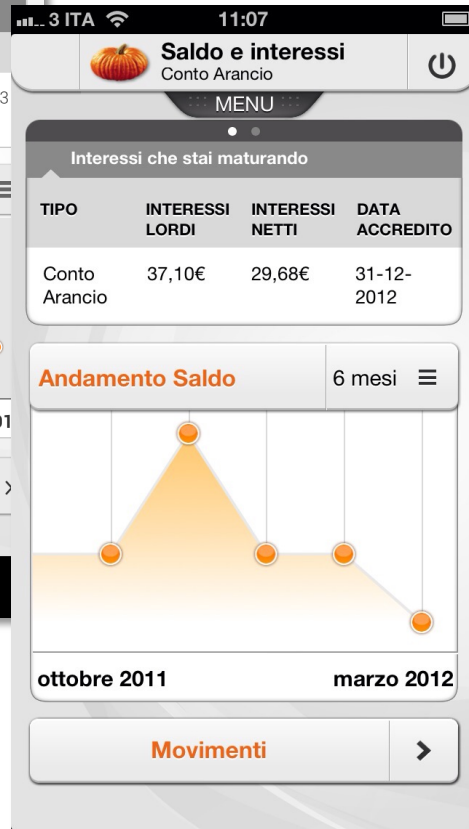 3 ITA 11:07
Saldo e interessi
Conto Arancio
MENU
Interessi che stai maturando
TIPO INTERESSI LORDI INTERESSI NETTI DATA ACCREDITO
Conto Arancio 37,10€ 29,68€ 31-12-2012
Andamento Saldo 6 mesi
ottobre 2011 marzo 2012
Movimenti